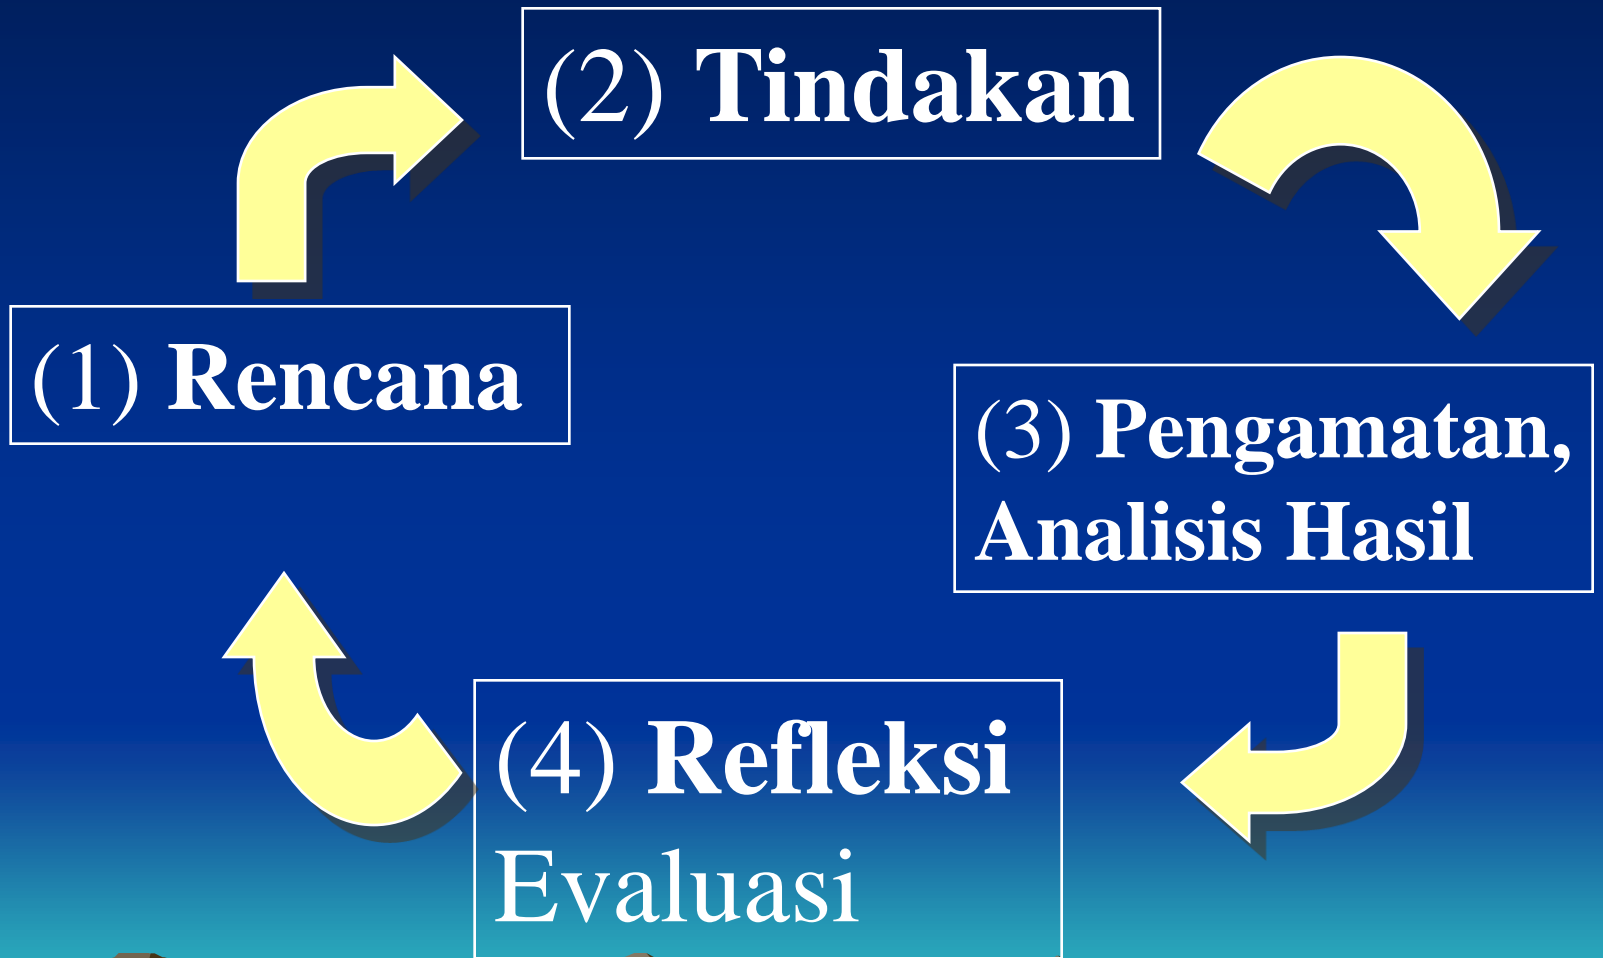 (2) Tindakan
(1) Rencana
(3) Pengamatan,
Analisis Hasil
(4) Refleksi
Evaluasi